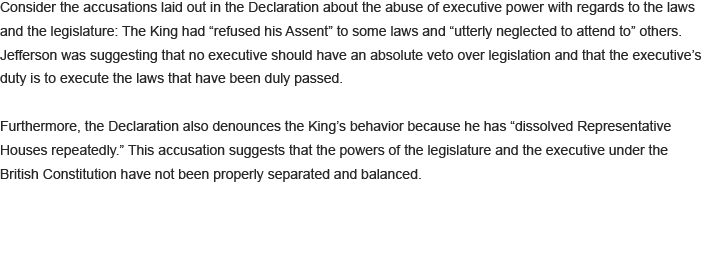 Consider the accusations laid out in the Declaration about the abuse of executive power with regards to the laws
and the legislature: The King had “refused his Assent” to some laws and “utterly neglected to attend to” others.
Jefferson was suggesting that no executive should have an absolute veto over legislation and that the executive’s
duty is to execute the laws that have been duly passed.
Furthermore, the Declaration also denounces the King’s behavior because he has “dissolved Representative
Houses repeatedly.” This accusation suggests that the powers of the legislature and the executive under the
British Constitution have not been properly separated and balanced.